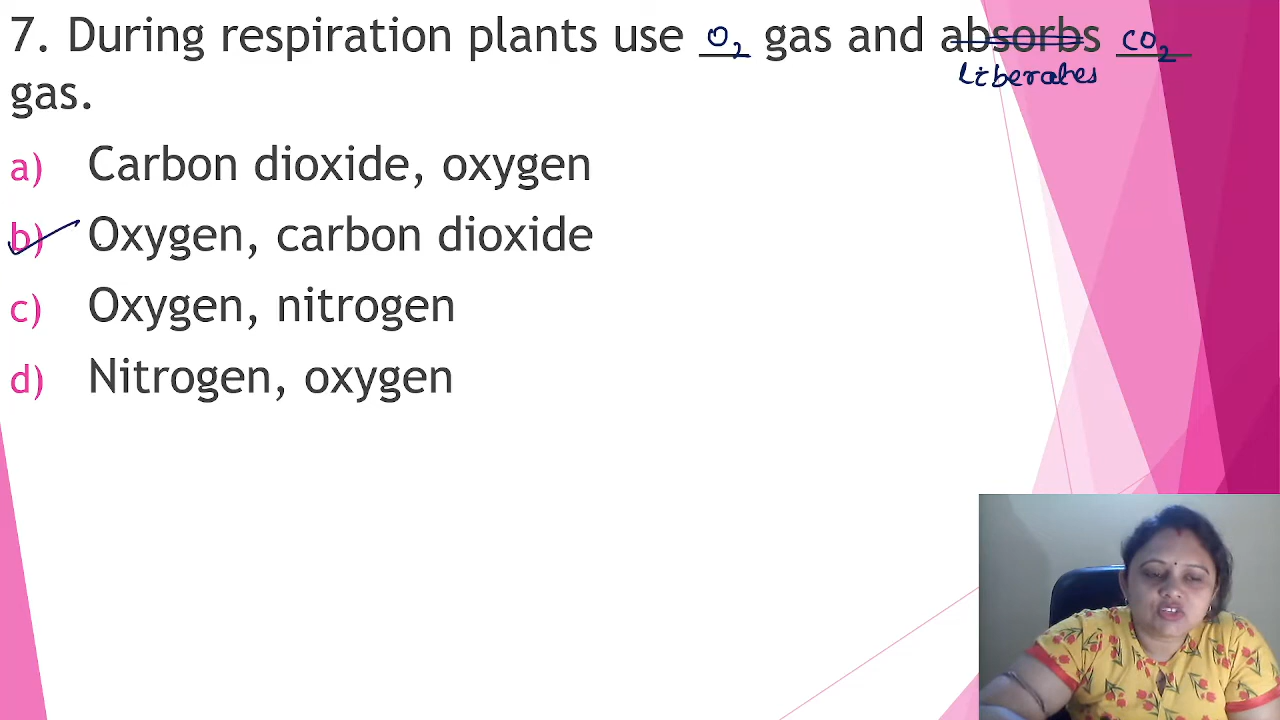 7. During respiration plants use O₂ gas and absorbs CO₂
Liberates
gas.
a) Carbon dioxide, oxygen
b) Oxygen, carbon dioxide
c) Oxygen, nitrogen
d) Nitrogen, oxygen